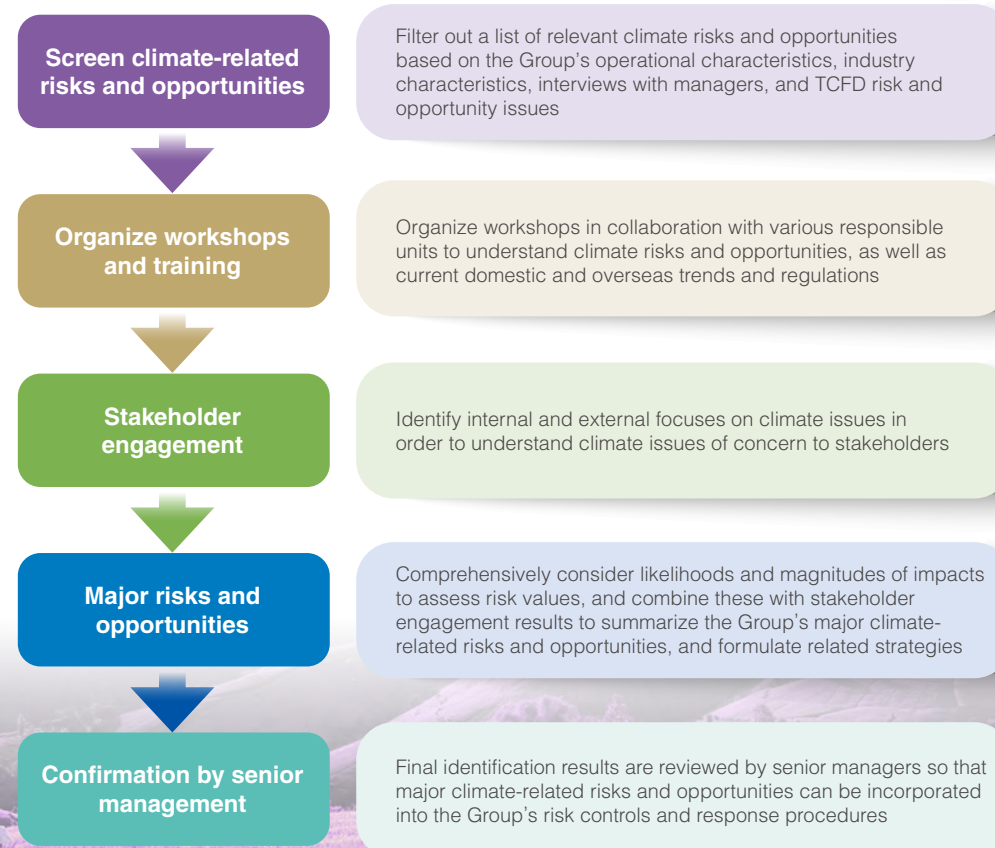 Screen climate-related
risks and opportunities
Filter out a list of relevant climate risks and opportunities
based on the Group's operational characteristics, industry
characteristics, interviews with managers, and TCFD risk and
opportunity issues
Organize workshops
and training
Organize workshops in collaboration with various responsible
units to understand climate risks and opportunities, as well as
current domestic and overseas trends and regulations
Stakeholder
engagement
Identify internal and external focuses on climate issues in
order to understand climate issues of concern to stakeholders
Major risks and
opportunities
Comprehensively consider likelihoods and magnitudes of impacts
to assess risk values, and combine these with stakeholder
engagement results to summarize the Group's major climate-
related risks and opportunities, and formulate related strategies
Confirmation by senior
management
Final identification results are reviewed by senior managers so that
major climate-related risks and opportunities can be incorporated
into the Group's risk controls and response procedures